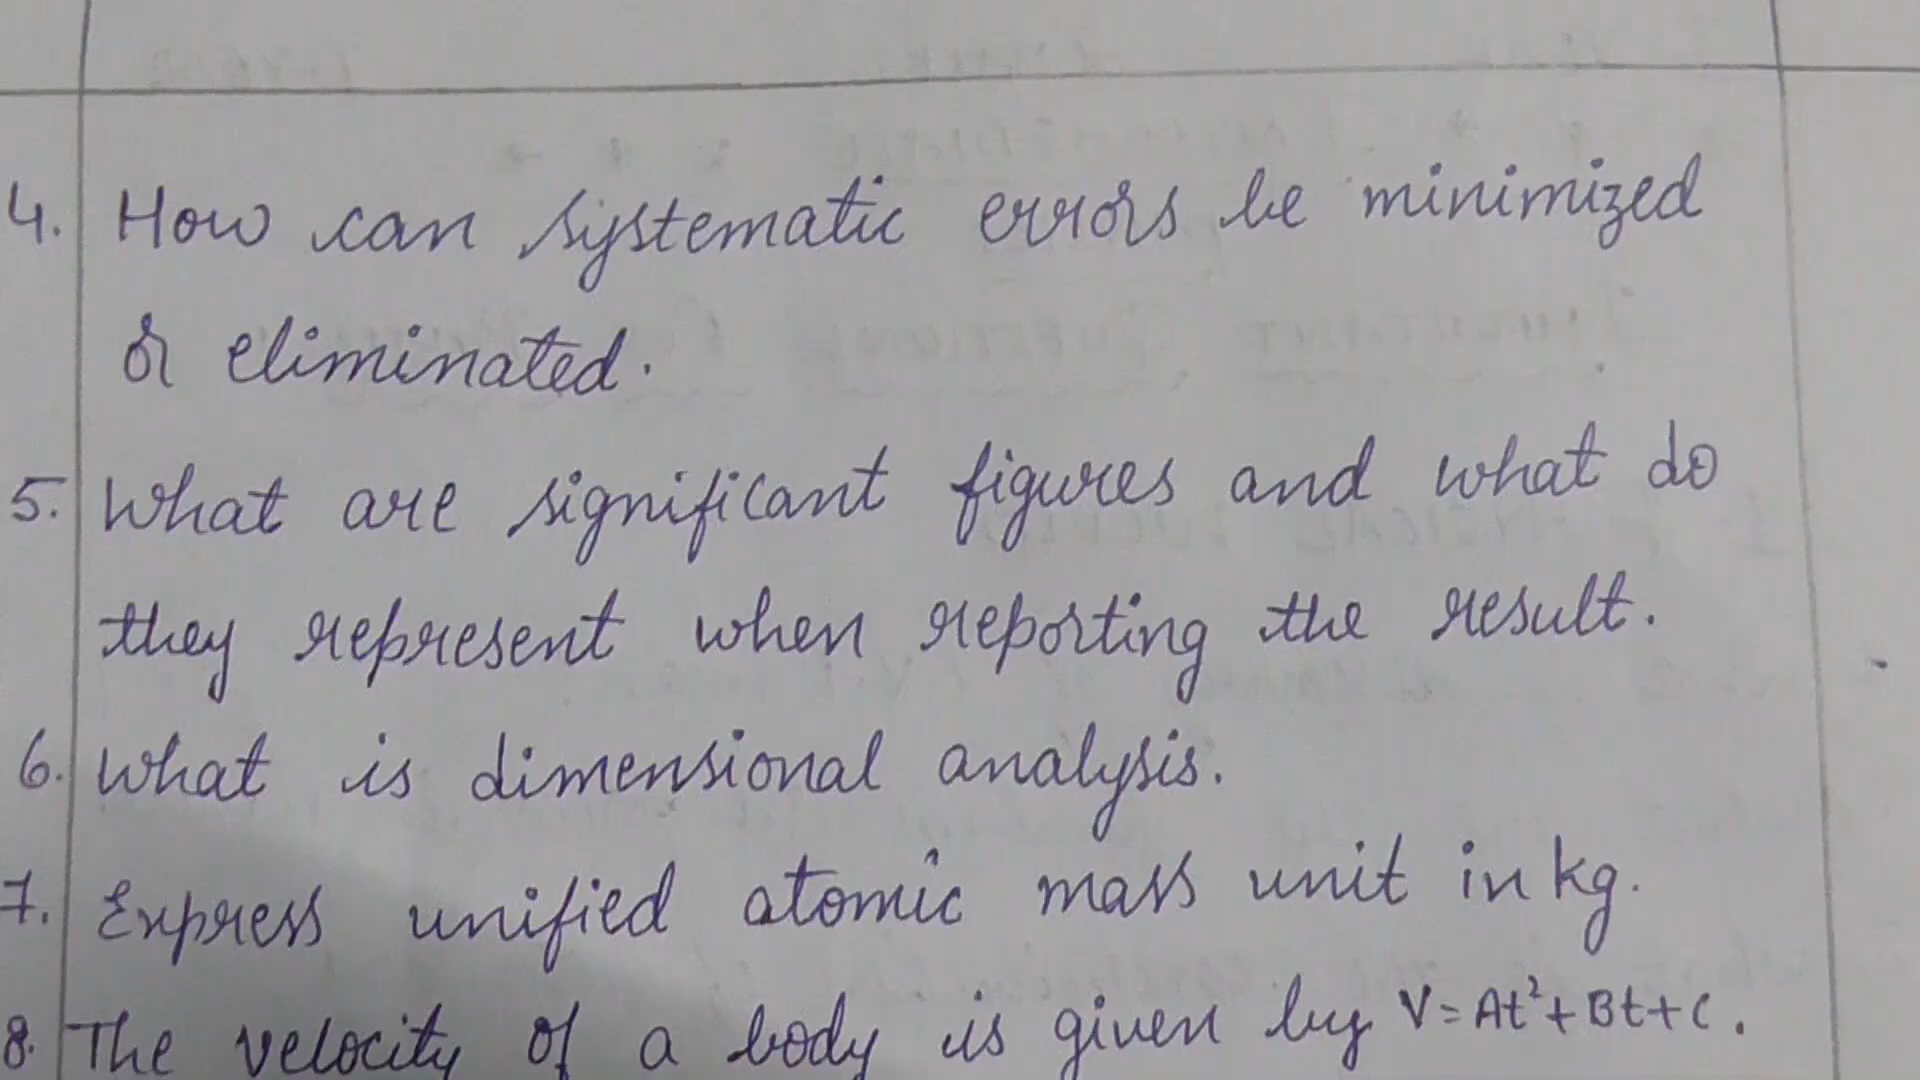 4. How can systematic errors be minimized
or eliminated.
5. What are significant figures and what do
they represent when reporting the result.
6. What is dimensional analysis.
7. Express unified atomic mass unit in kg.
8. The velocity of a body is given by V=At²+Bt+C.